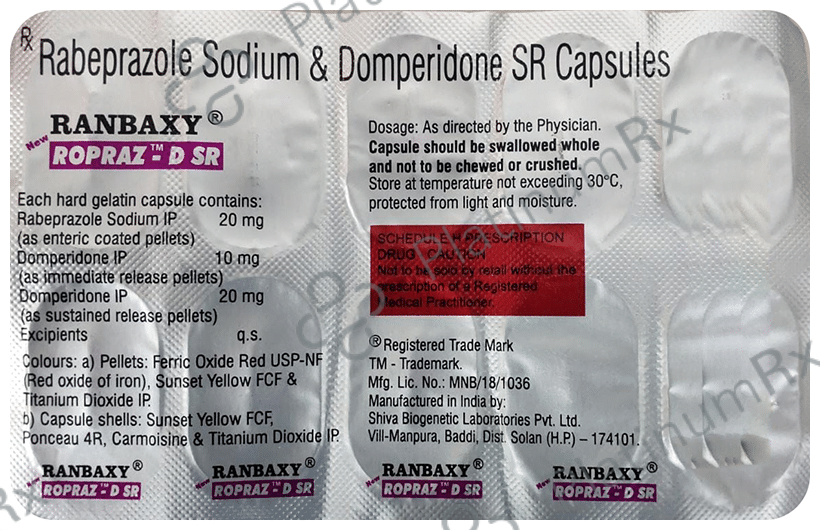 Rx Rabeprazole Sodium & Domperidone SR Capsules
RANBAXY®
New ROPRAZ™-D SR
Each hard gelatin capsule contains:
Rabeprazole Sodium IP 20 mg
(as enteric coated pellets)
Domperidone IP 10 mg
(as immediate release pellets)
Domperidone IP 20 mg
(as sustained release pellets)
Excipients q.s.
Colours: a) Pellets: Ferric Oxide Red USP-NF
(Red oxide of iron), Sunset Yellow FCF &
Titanium Dioxide IP.
b) Capsule shells: Sunset Yellow FCF,
Ponceau 4R, Carmoisine & Titanium Dioxide IP.
Dosage: As directed by the Physician.
Capsule should be swallowed whole
and not to be chewed or crushed.
Store at temperature not exceeding 30°C,
protected from light and moisture.
SCHEDULE H PRESCRIPTION
DRUG - CAUTION
Not to be sold by retail without the
prescription of a Registered
Medical Practitioner.
® Registered Trade Mark
TM - Trademark.
Mfg. Lic. No.: MNB/18/1036
Manufactured in India by:
Shiva Biogenetic Laboratories Pvt. Ltd.
Vill-Manpura, Baddi, Dist. Solan (H.P.) – 174101.
RANBAXY® RANBAXY® RANBAXY® RANBAXY®
New ROPRAZ™-D SR New ROPRAZ™-D SR New ROPRAZ™-D SR New ROPRAZ™-D SR
PlatinumRx
PlatinumRx
PlatinumRx
Rx